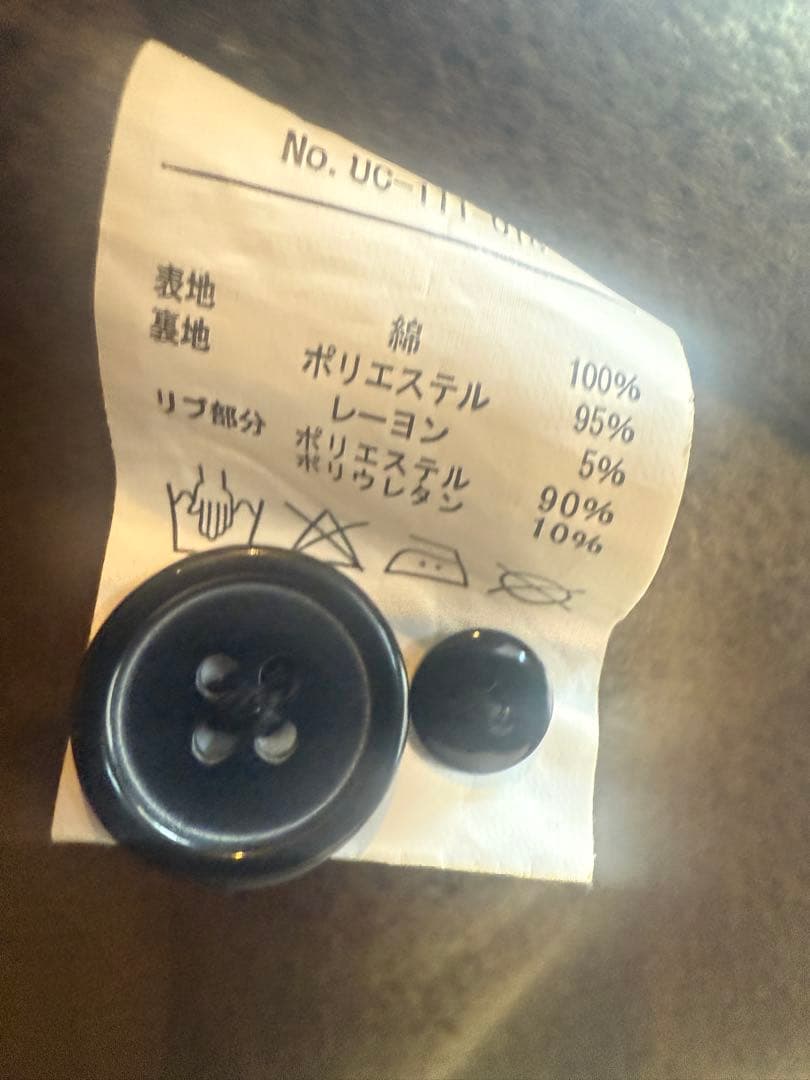 No. UC-111
表地 綿 100%
裏地 ポリエステル 95%
レーヨン 5%
リブ部分 ポリエステル 90%
ポリウレタン 10%